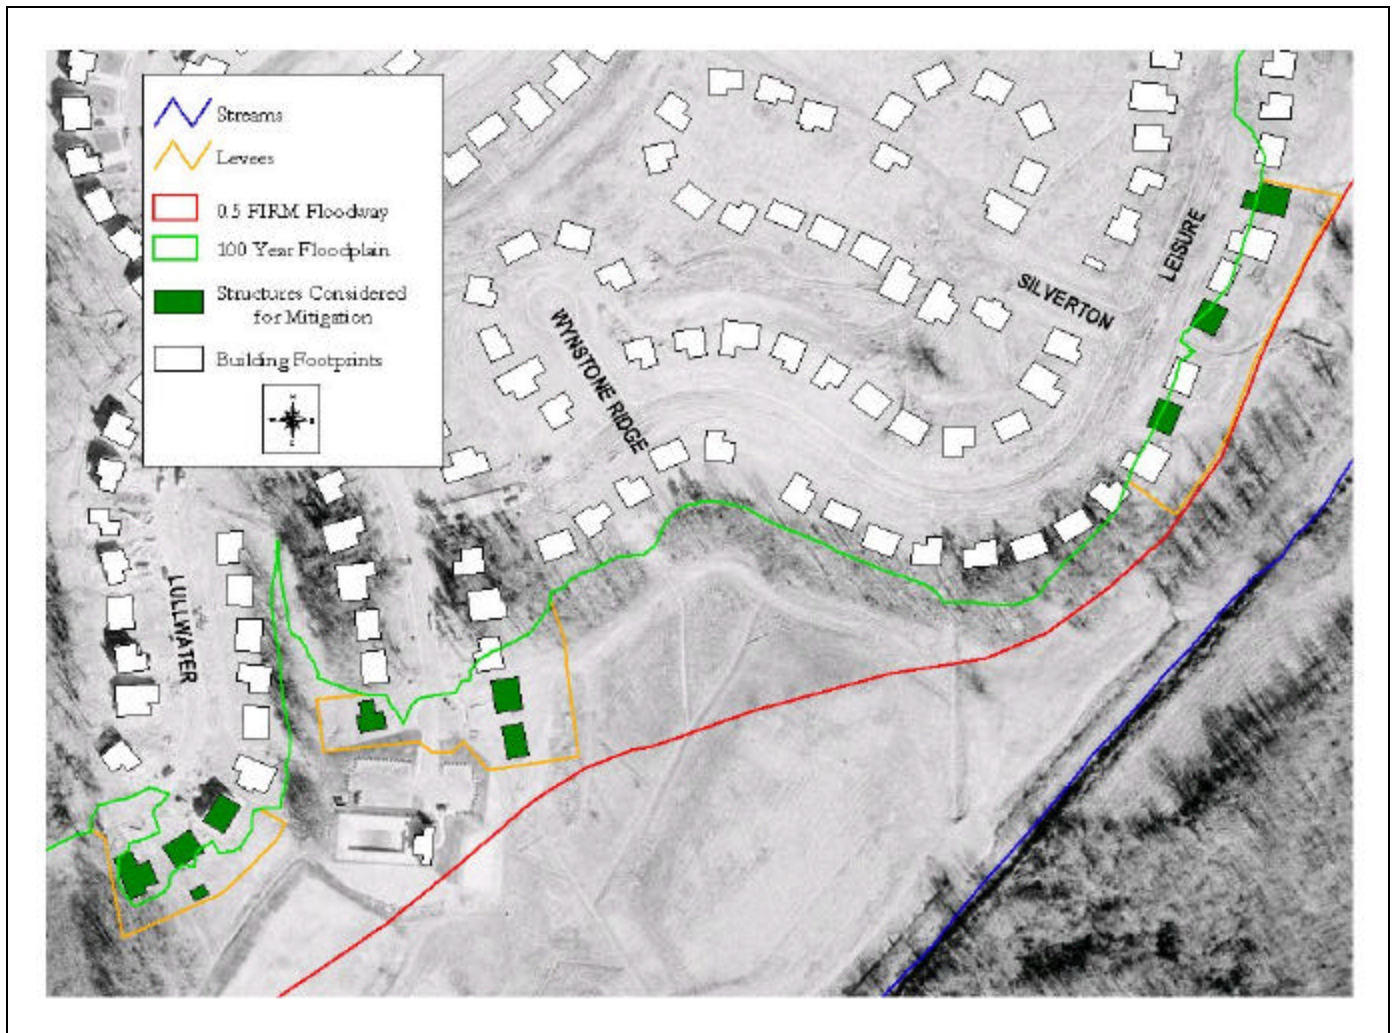 Streams
Levees
0.5 FIRM Floodway
100 Year Floodplain
Structures Considered
for Mitigation
Building Footprints
N
LEISURE
SILVERTON
WYNSTONE RIDGE
LULLWATER